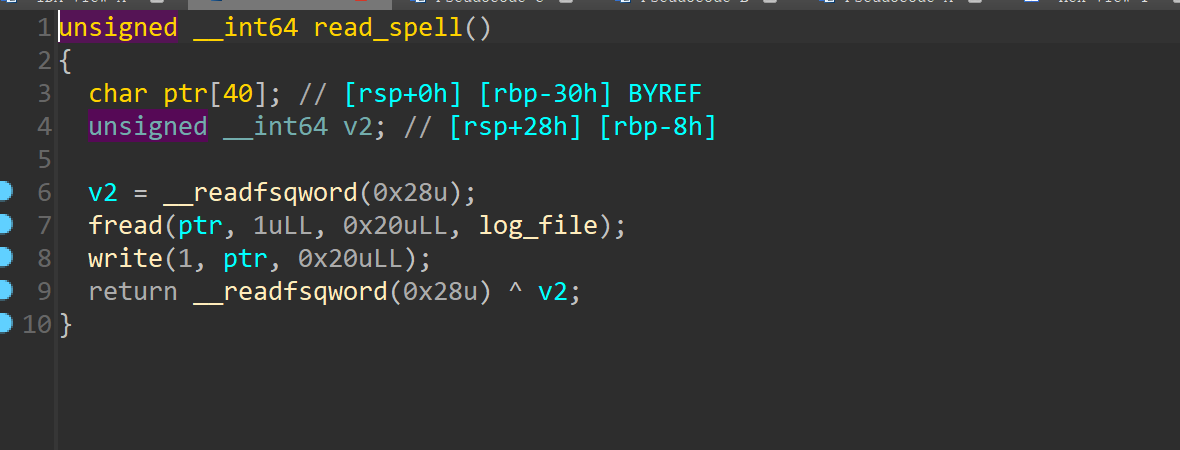 1 unsigned __int64 read_spell()
2 {
3 char ptr[40]; // [rsp+0h] [rbp-30h] BYREF
4 unsigned __int64 v2; // [rsp+28h] [rbp-8h]
5
6 v2 = __readfsqword(0x28u);
7 fread(ptr, 1uLL, 0x20uLL, log_file);
8 write(1, ptr, 0x20uLL);
9 return __readfsqword(0x28u) ^ v2;
10 }